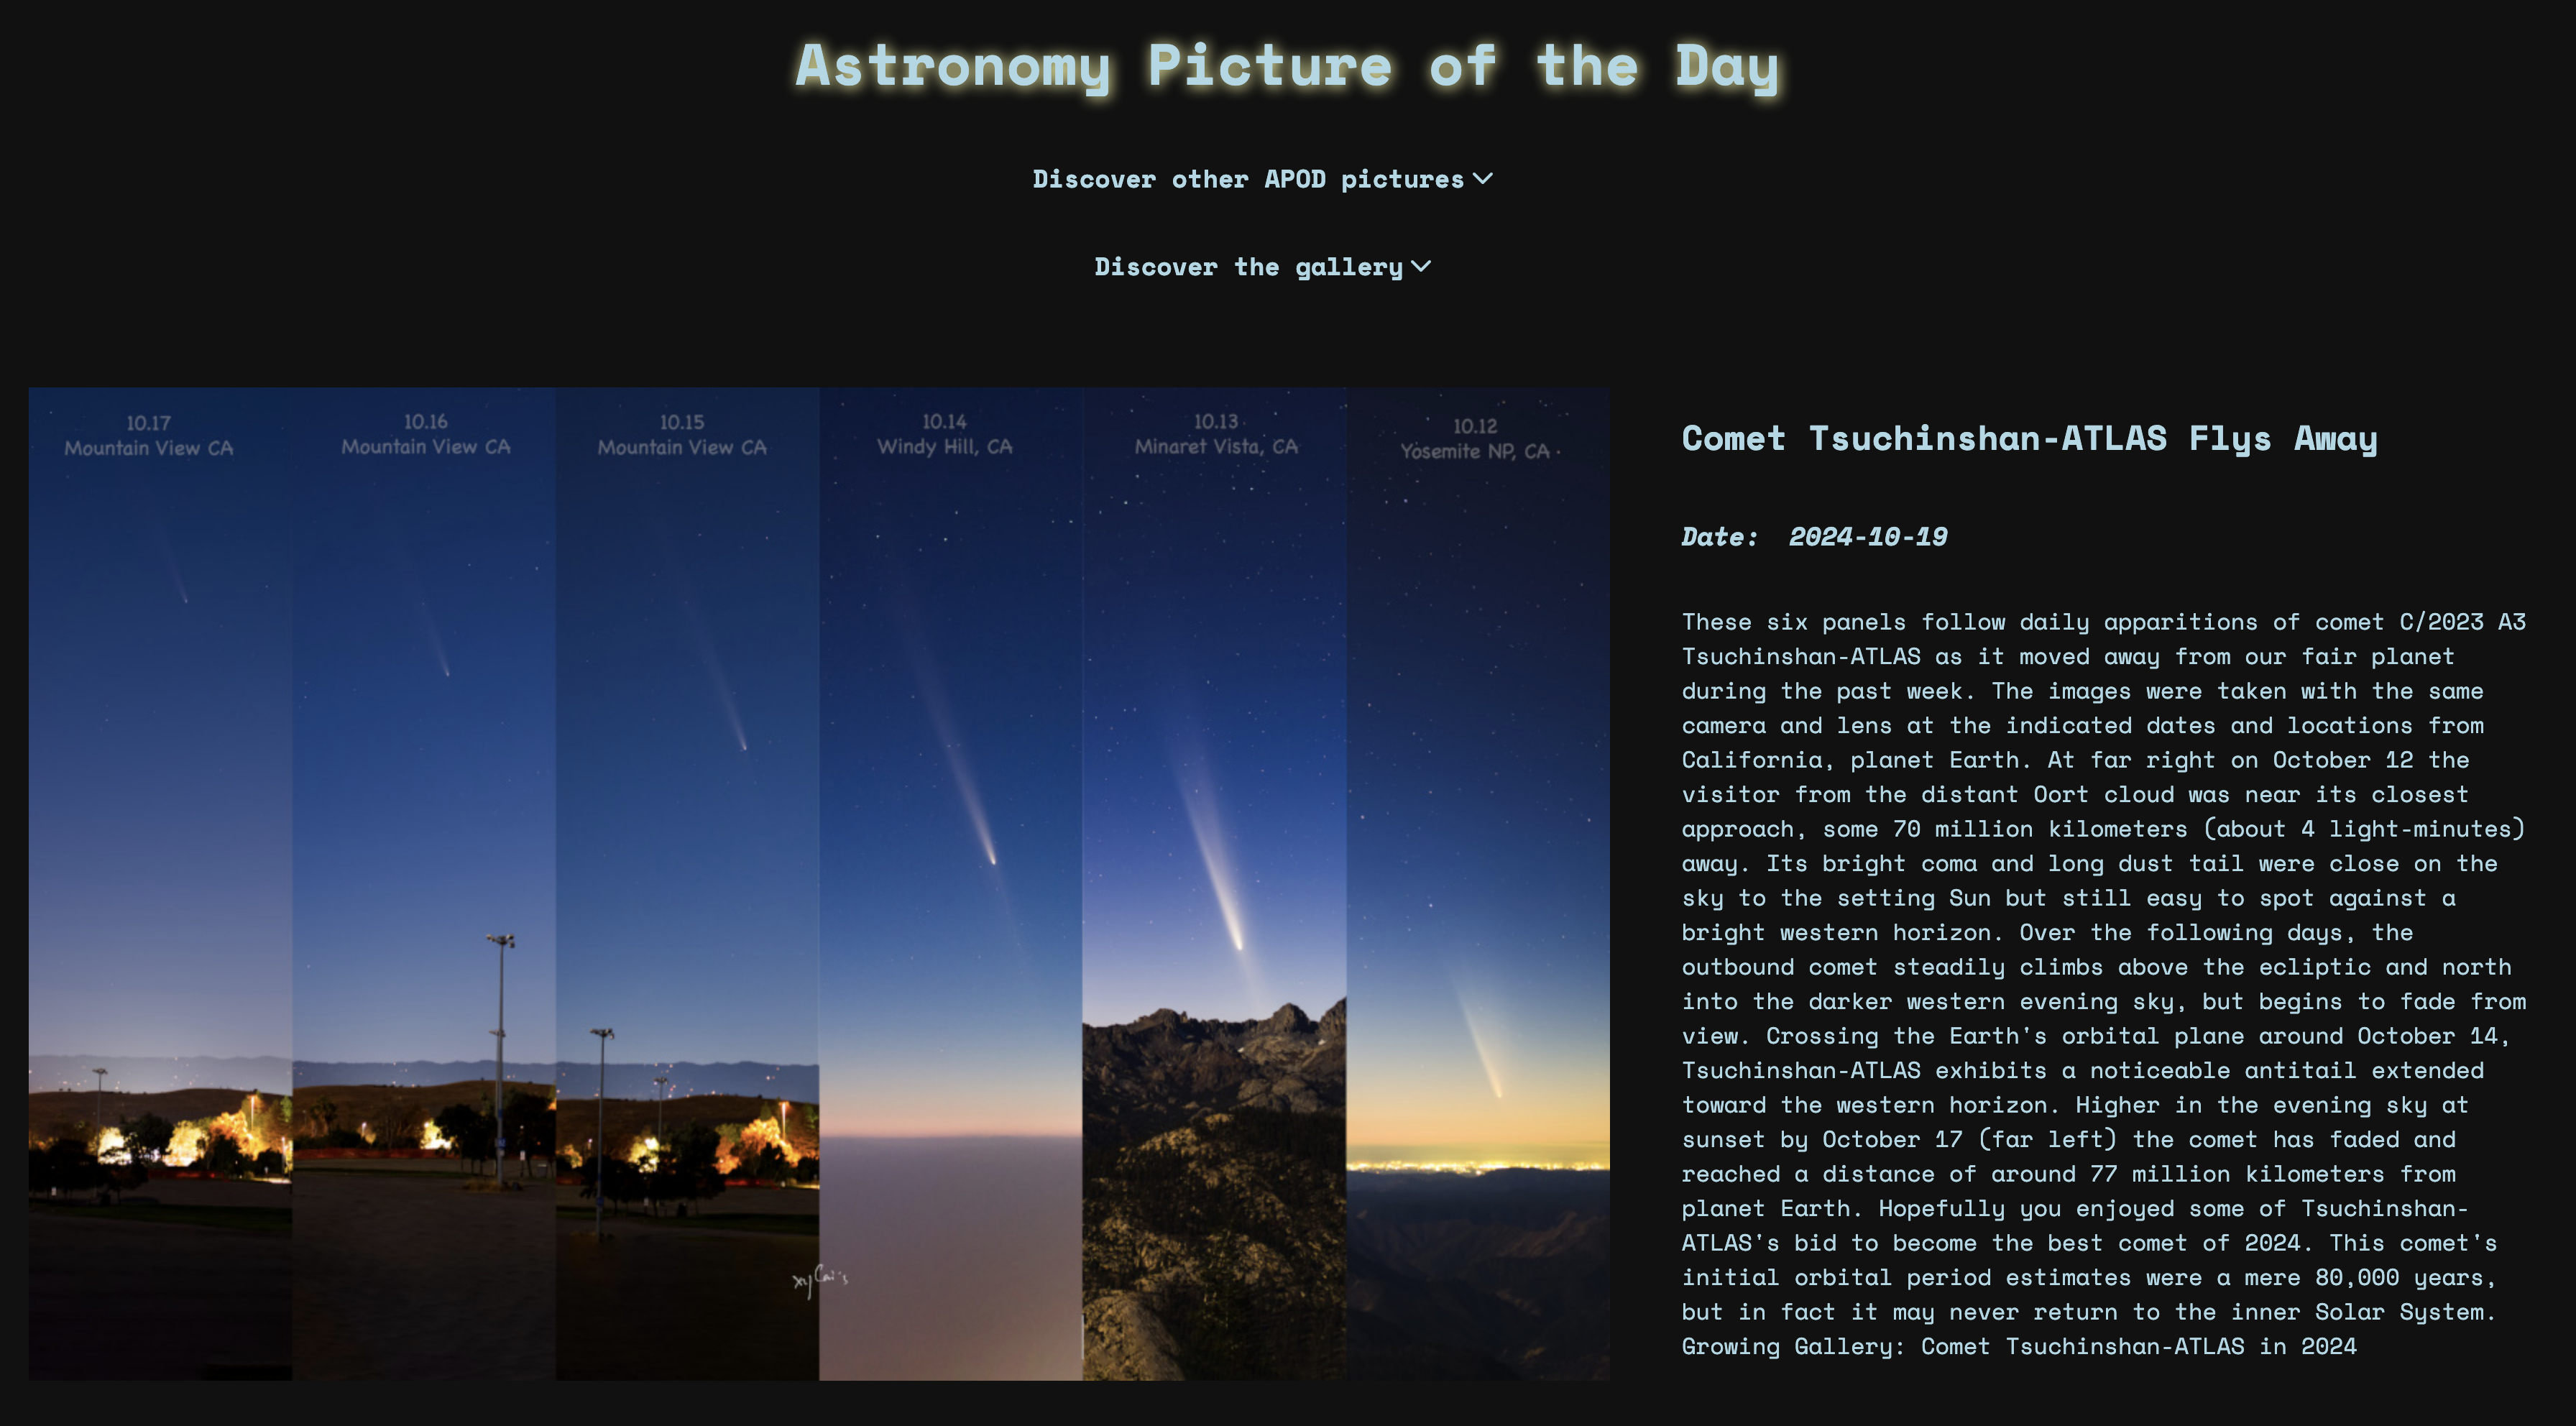 Astronomy Picture of the Day
Discover other APOD pictures
Discover the gallery
10.17
Mountain View CA
10.16
Mountain View CA
10.15
Mountain View CA
10.14
Windy Hill, CA
10.13
Minaret Vista, CA
10.12
Yosemite NP, CA
Comet Tsuchinshan-ATLAS Flys Away
Date: 2024-10-19
These six panels follow daily apparitions of comet C/2023 A3
Tsuchinshan-ATLAS as it moved away from our fair planet
during the past week. The images were taken with the same
camera and lens at the indicated dates and locations from
California, planet Earth. At far right on October 12 the
visitor from the distant Oort cloud was near its closest
approach, some 70 million kilometers (about 4 light-minutes)
away. Its bright coma and long dust tail were close on the
sky to the setting Sun but still easy to spot against a
bright western horizon. Over the following days, the
outbound comet steadily climbs above the ecliptic and north
into the darker western evening sky, but begins to fade from
view. Crossing the Earth's orbital plane around October 14,
Tsuchinshan-ATLAS exhibits a noticeable antitail extended
toward the western horizon. Higher in the evening sky at
sunset by October 17 (far left) the comet has faded and
reached a distance of around 77 million kilometers from
planet Earth. Hopefully you enjoyed some of Tsuchinshan-
ATLAS's bid to become the best comet of 2024. This comet's
initial orbital period estimates were a mere 80,000 years,
but in fact it may never return to the inner Solar System.
Growing Gallery: Comet Tsuchinshan-ATLAS in 2024